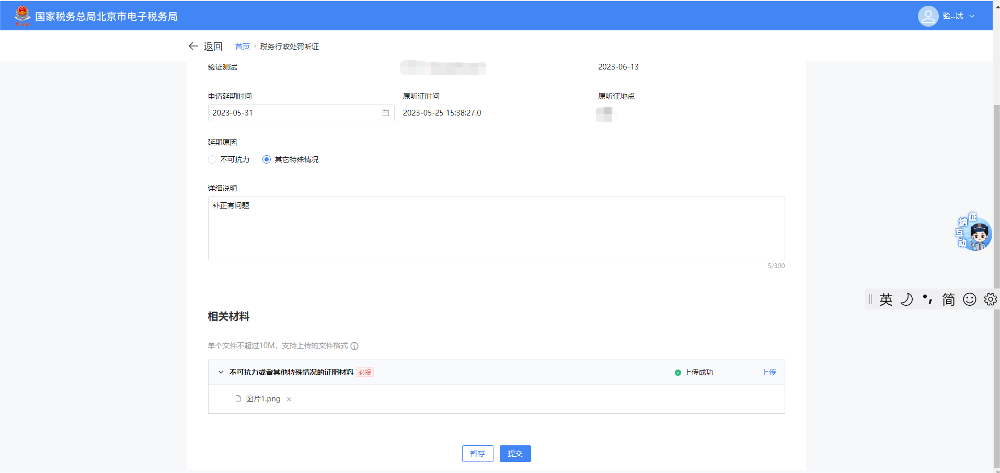 国家税务总局北京市电子税务局
验...试
返回 首页 税务行政处罚听证
验证测试 2023-06-13
申请延期时间 原听证时间 原听证地点
2023-05-31 2023-05-25 15:38:27.0
延期原因
不可抗力 其它特殊情况
详细说明
补正有问题
5/300
征纳互动
英 简
相关材料
单个文件不超过10M，支持上传的文件格式
不可抗力或者其他特殊情况的证明材料 必报 上传成功 上传
图片1.png
暂存 提交